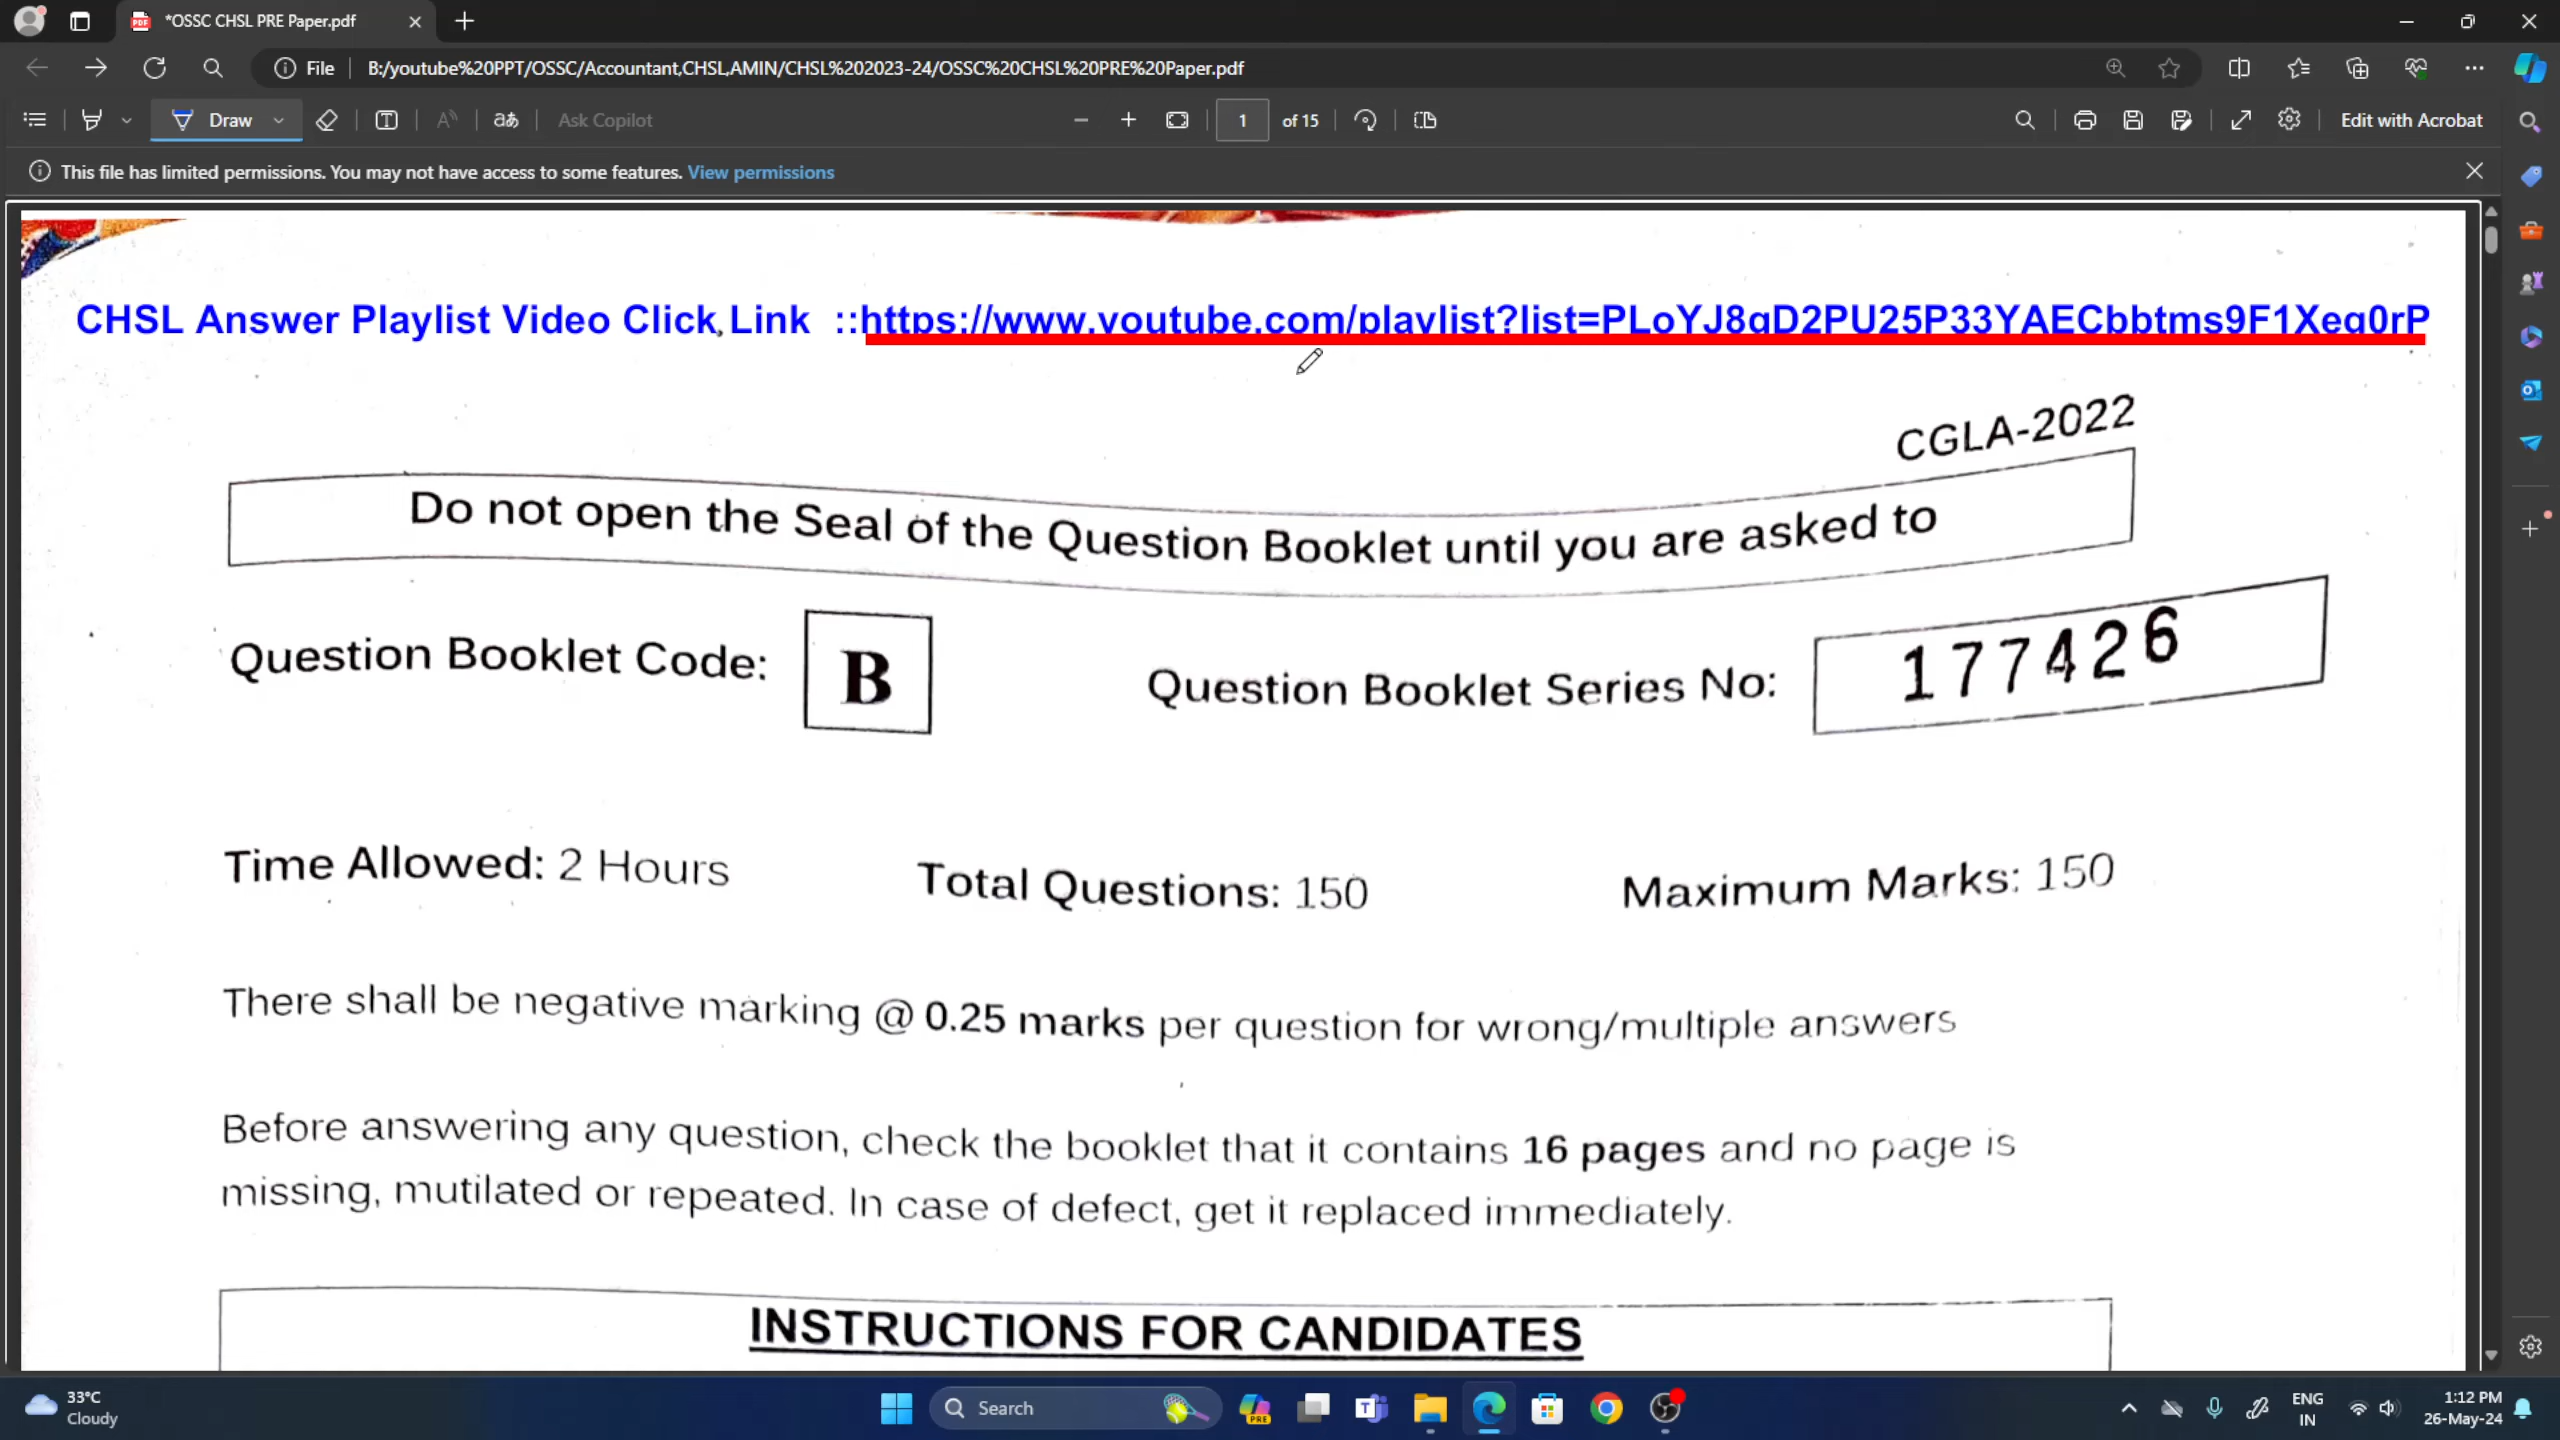 *OSSC CHSL PRE Paper.pdf
File
B:/youtube%20PPT/OSSC/Accountant,CHSL,AMIN/CHSL%202023-24/OSSC%20CHSL%20PRE%20Paper.pdf
Draw
Ask Copilot
1 of 15
Edit with Acrobat
This file has limited permissions. You may not have access to some features. View permissions
CHSL Answer Playlist Video Click Link ::https://www.youtube.com/playlist?list=PLoYJ8gD2PU25P33YAECbbtms9F1Xeg0rP
CGLA-2022
Do not open the Seal of the Question Booklet until you are asked to
Question Booklet Code: B
Question Booklet Series No: 177426
Time Allowed: 2 Hours
Total Questions: 150
Maximum Marks: 150
There shall be negative marking @ 0.25 marks per question for wrong/multiple answers
Before answering any question, check the booklet that it contains 16 pages and no page is
missing, mutilated or repeated. In case of defect, get it replaced immediately.
INSTRUCTIONS FOR CANDIDATES
33°C
Cloudy
Search
ENG
IN
1:12 PM
26-May-24